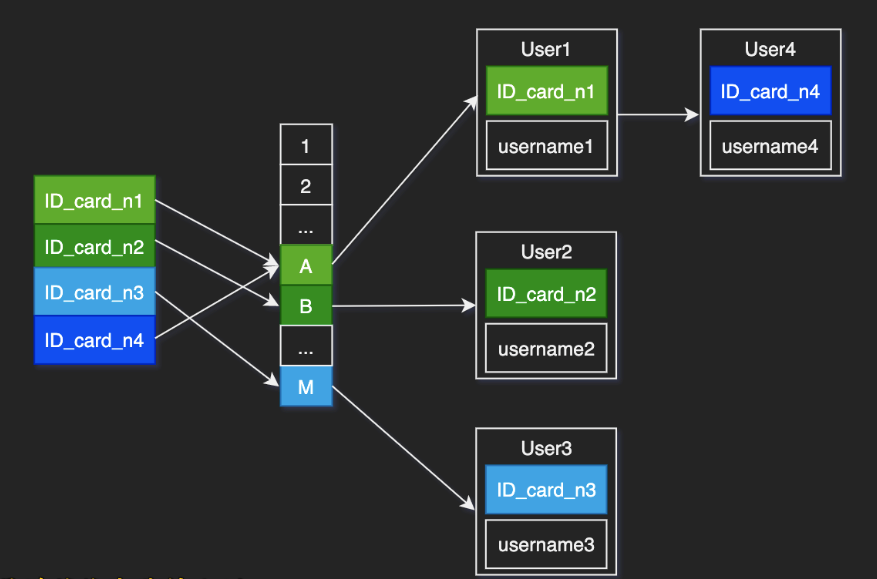 ID_card_n1
ID_card_n2
ID_card_n3
ID_card_n4
1
2
...
A
B
...
M
User1
ID_card_n1
username1
User4
ID_card_n4
username4
User2
ID_card_n2
username2
User3
ID_card_n3
username3